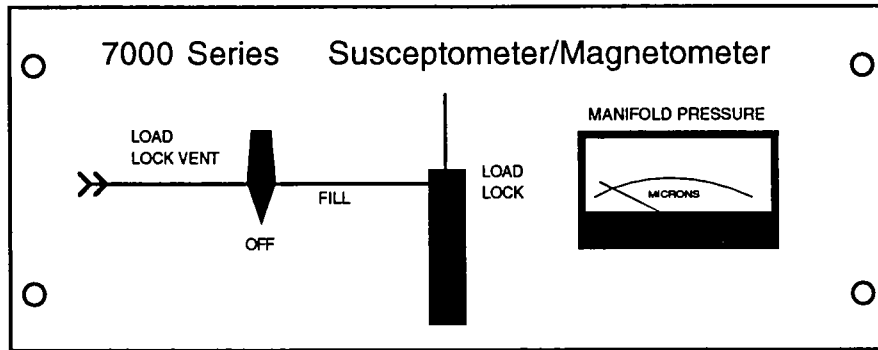 7000 Series Susceptometer/Magnetometer
MANIFOLD PRESSURE
LOAD
LOCK VENT
LOAD
LOCK
FILL
MICRONS
OFF